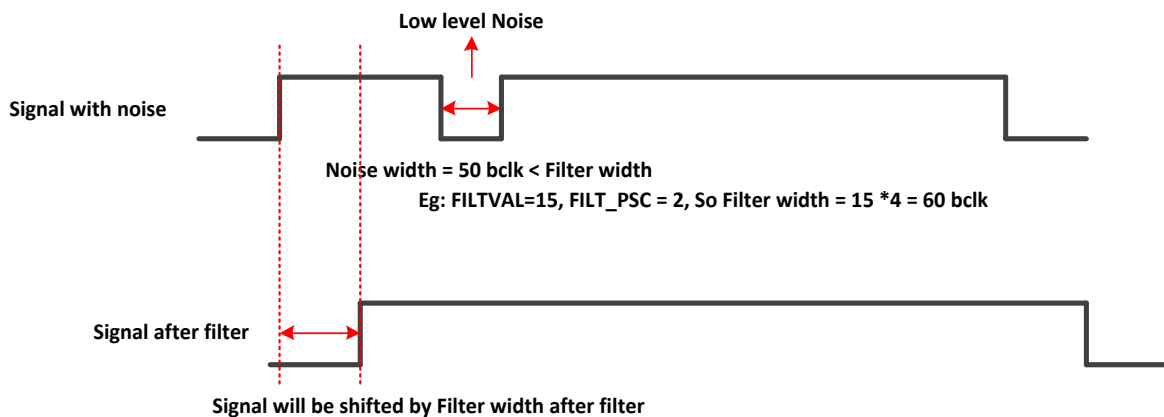 Low level Noise
Signal with noise
Noise width = 50 bclk < Filter width
Eg: FILTVAL=15, FILT_PSC = 2, So Filter width = 15 *4 = 60 bclk
Signal after filter
Signal will be shifted by Filter width after filter